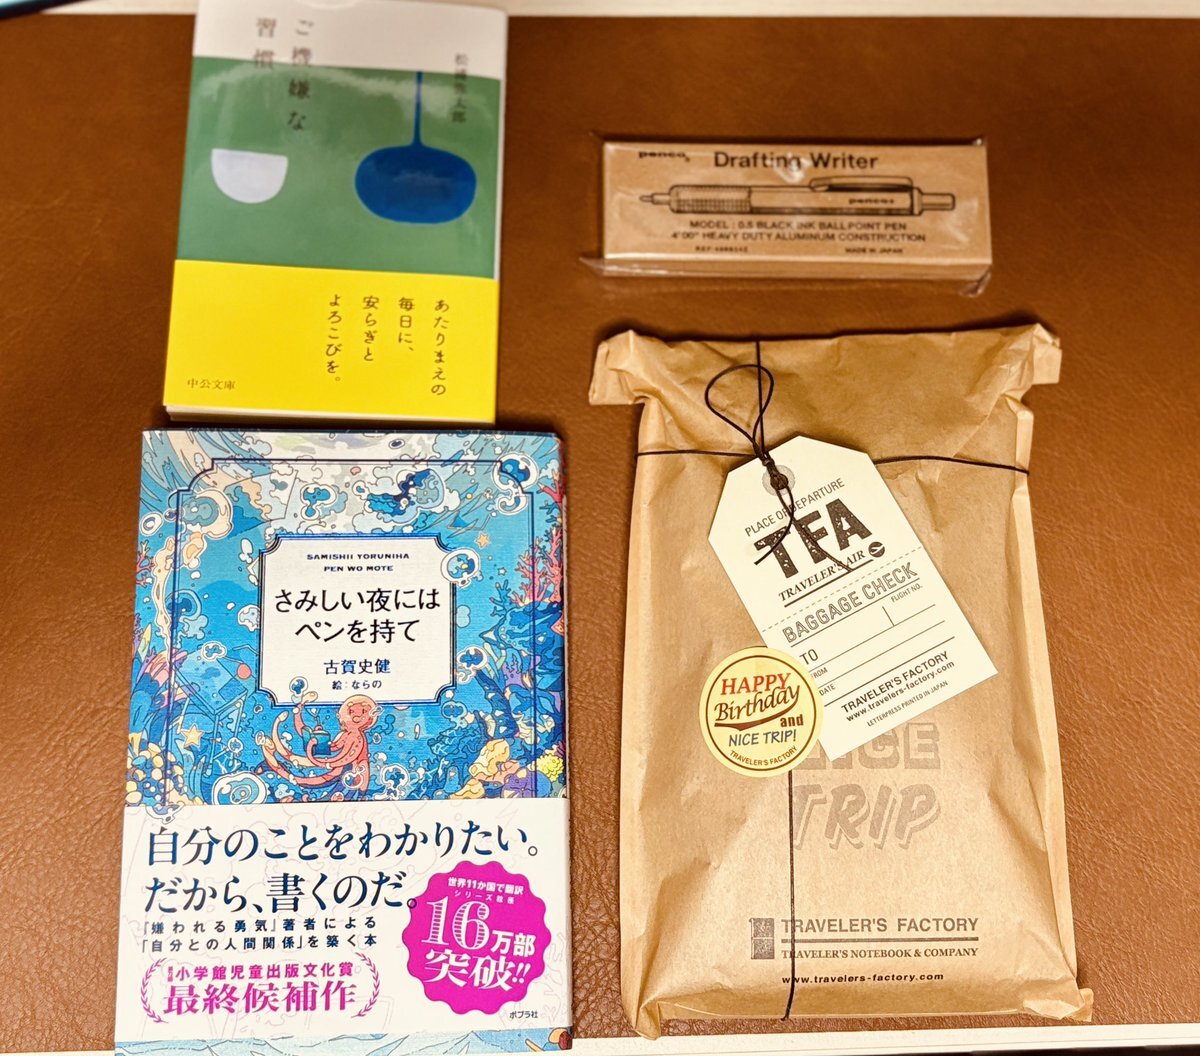 ご機嫌な
習慣
松浦弥太郎
あたりまえの
毎日に、
安らぎと
よろこびを。
中公文庫
penco
Drafting Writer
penco
MODEL : 0.5 BLACK INK BALLPOINT PEN
4"00" HEAVY DUTY ALUMINUM CONSTRUCTION
MADE IN JAPAN
SAMISHII YORUNIHA
PEN WO MOTE
さみしい夜には
ペンを持て
古賀史健
絵：ならの
自分のことをわかりたい。
だから、書くのだ。
「嫌われる勇気」著者による
「自分との人間関係」を築く本
小学館児童出版文化賞
最終候補作
世界11か国で翻訳
シリーズ数値
16万部
突破!!
ポプラ社
PLACE OF DEPARTURE
TFA
TRAVELER'S AIR
BAGGAGE CHECK
FLIGHT NO.
TO
FROM
DATE
TRAVELER'S FACTORY
www.travelers-factory.com
LETTERPRESS PRINTED IN JAPAN
HAPPY
Birthday
and
NICE TRIP!
TRAVELER'S FACTORY
TRIP
TRAVELER'S FACTORY
TRAVELER'S NOTEBOOK & COMPANY
www.travelers-factory.com